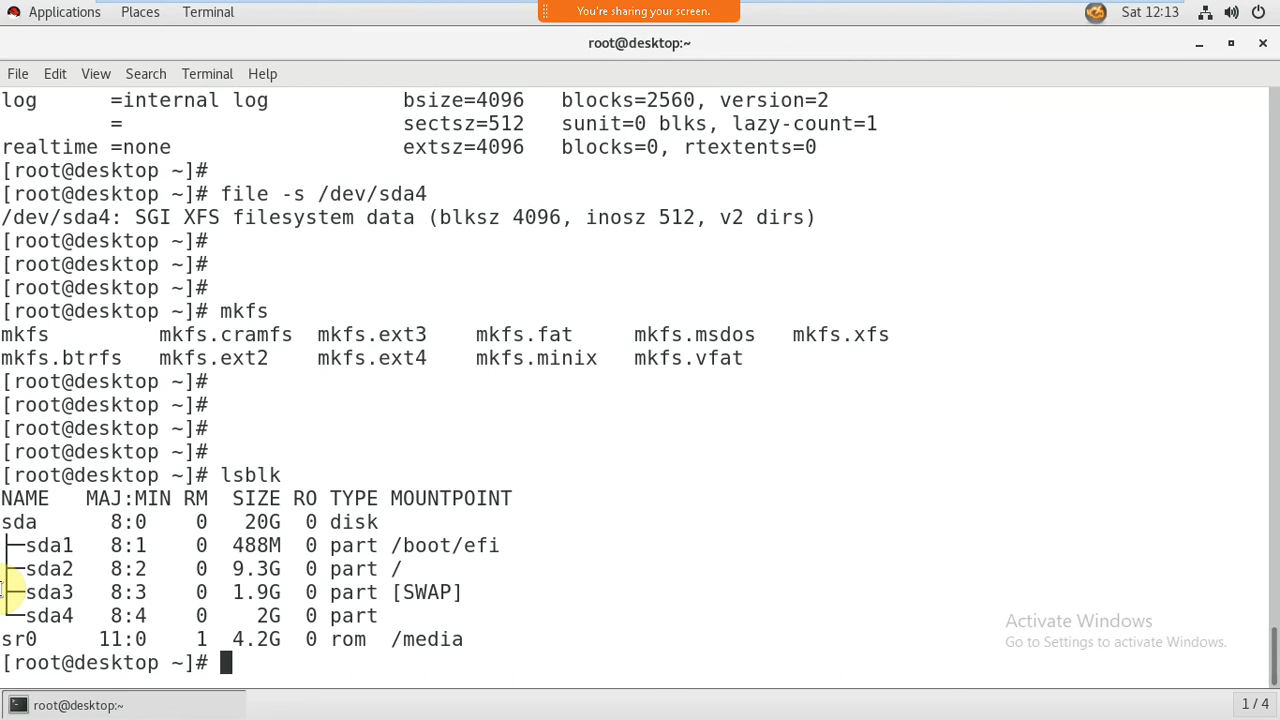 Applications Places Terminal You're sharing your screen. Sat 12:13
root@desktop:~
File Edit View Search Terminal Help
log      =internal log           bsize=4096   blocks=2560, version=2
         =                       sectsz=512   sunit=0 blks, lazy-count=1
realtime =none                   extsz=4096   blocks=0, rtextents=0
[root@desktop ~]#
[root@desktop ~]# file -s /dev/sda4
/dev/sda4: SGI XFS filesystem data (blksz 4096, inosz 512, v2 dirs)
[root@desktop ~]#
[root@desktop ~]#
[root@desktop ~]#
[root@desktop ~]# mkfs
mkfs         mkfs.cramfs  mkfs.ext3    mkfs.fat     mkfs.msdos   mkfs.xfs
mkfs.btrfs   mkfs.ext2    mkfs.ext4    mkfs.minix   mkfs.vfat
[root@desktop ~]#
[root@desktop ~]#
[root@desktop ~]#
[root@desktop ~]#
[root@desktop ~]# lsblk
NAME   MAJ:MIN RM  SIZE RO TYPE MOUNTPOINT
sda      8:0    0   20G  0 disk
├─sda1   8:1    0  488M  0 part /boot/efi
├─sda2   8:2    0  9.3G  0 part /
├─sda3   8:3    0  1.9G  0 part [SWAP]
└─sda4   8:4    0    2G  0 part
sr0     11:0    1  4.2G  0 rom  /media
[root@desktop ~]#
Activate Windows
Go to Settings to activate Windows.
root@desktop:~ 1 / 4